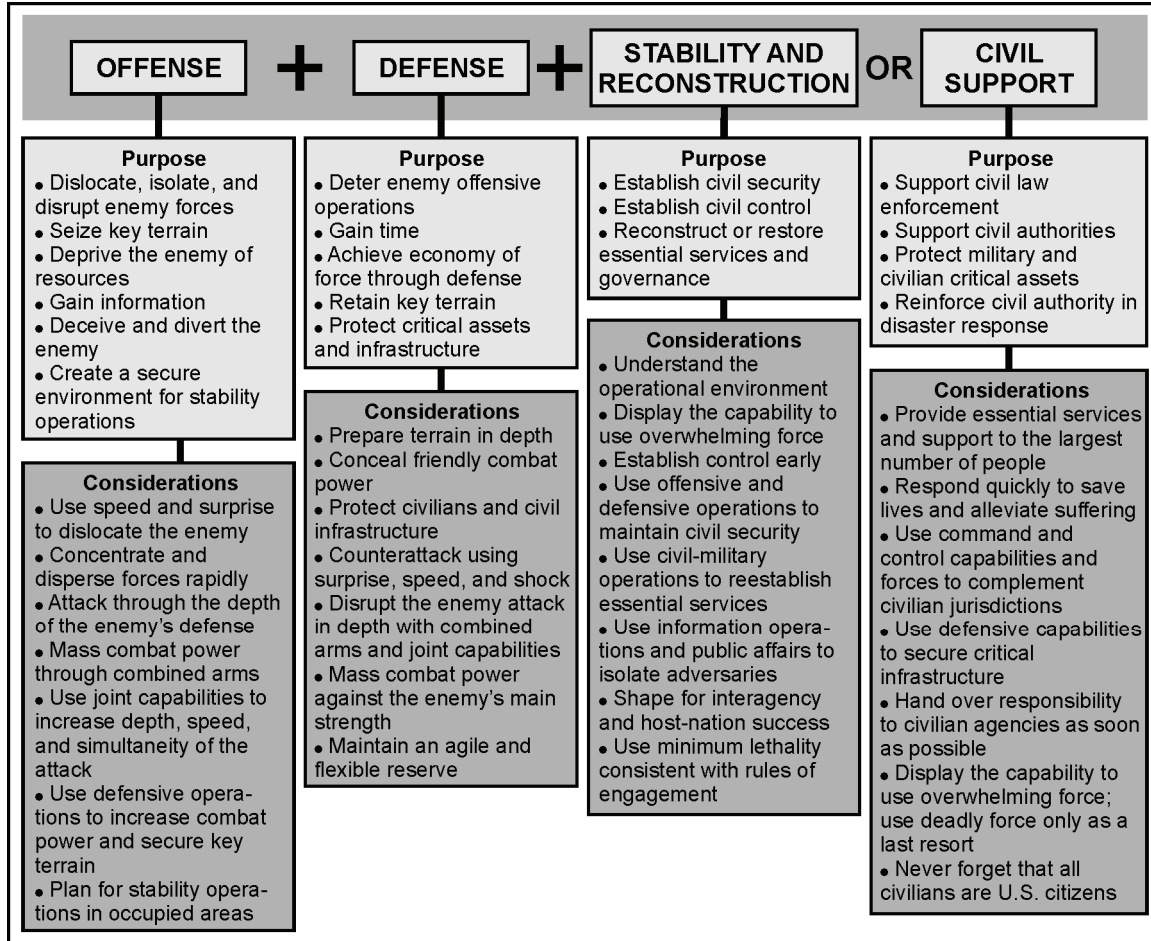 OFFENSE + DEFENSE + STABILITY AND RECONSTRUCTION OR CIVIL SUPPORT
Purpose
• Dislocate, isolate, and
disrupt enemy forces
• Seize key terrain
• Deprive the enemy of
resources
• Gain information
• Deceive and divert the
enemy
• Create a secure
environment for stability
operations
Considerations
• Use speed and surprise
to dislocate the enemy
• Concentrate and
disperse forces rapidly
• Attack through the depth
of the enemy's defense
• Mass combat power
through combined arms
• Use joint capabilities to
increase depth, speed,
and simultaneity of the
attack
• Use defensive opera-
tions to increase combat
power and secure key
terrain
• Plan for stability opera-
tions in occupied areas
Purpose
• Deter enemy offensive
operations
• Gain time
• Achieve economy of
force through defense
• Retain key terrain
• Protect critical assets
and infrastructure
Considerations
• Prepare terrain in depth
• Conceal friendly combat
power
• Protect civilians and civil
infrastructure
• Counterattack using
surprise, speed, and shock
• Disrupt the enemy attack
in depth with combined
arms and joint capabilities
• Mass combat power
against the enemy's main
strength
• Maintain an agile and
flexible reserve
Purpose
• Establish civil security
• Establish civil control
• Reconstruct or restore
essential services and
governance
Considerations
• Understand the
operational environment
• Display the capability to
use overwhelming force
• Establish control early
• Use offensive and
defensive operations to
maintain civil security
• Use civil-military
operations to reestablish
essential services
• Use information opera-
tions and public affairs to
isolate adversaries
• Shape for interagency
and host-nation success
• Use minimum lethality
consistent with rules of
engagement
Purpose
• Support civil law
enforcement
• Support civil authorities
• Protect military and
civilian critical assets
• Reinforce civil authority in
disaster response
Considerations
• Provide essential services
and support to the largest
number of people
• Respond quickly to save
lives and alleviate suffering
• Use command and
control capabilities and
forces to complement
civilian jurisdictions
• Use defensive capabilities
to secure critical
infrastructure
• Hand over responsibility
to civilian agencies as soon
as possible
• Display the capability to
use overwhelming force;
use deadly force only as a
last resort
• Never forget that all
civilians are U.S. citizens